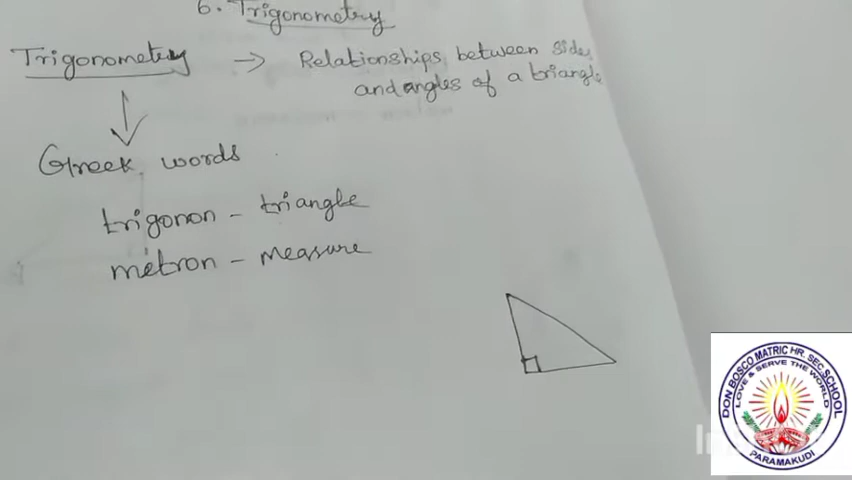 6. Trigonometry
Trigonometry → Relationships between sides
and angles of a triangle
Greek words
trigonon - triangle
metron - measure
DON BOSCO MATRIC HR. SEC SCHOOL
LOVE & SERVE THE WORLD
PARAMAKUDI